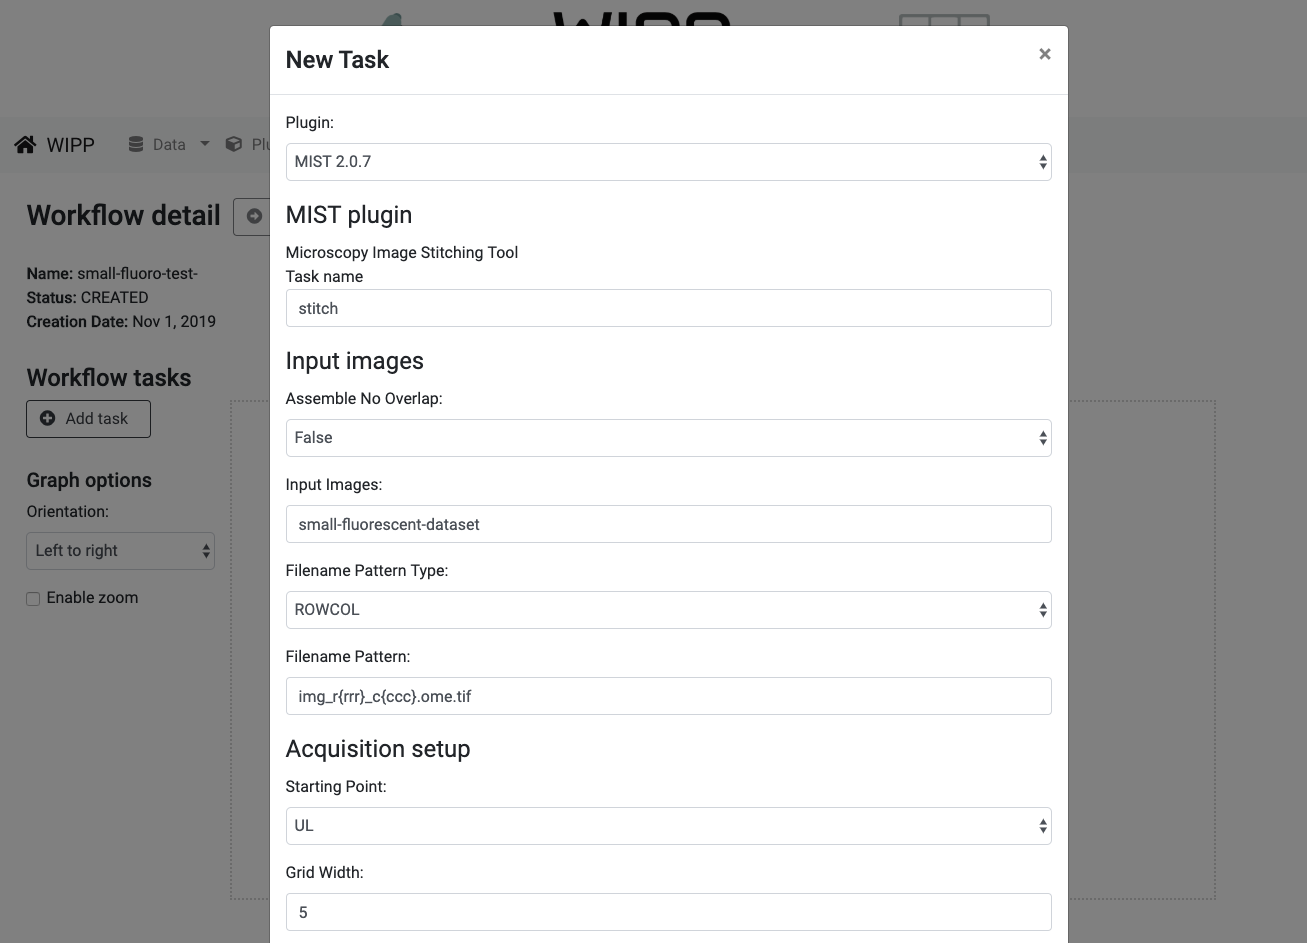 WIPP
New Task
×
Plugin:
MIST 2.0.7
WIPP
Data
MIST plugin
Workflow detail
Microscopy Image Stitching Tool
Name: small-fluoro-test-
Task name
Status: CREATED
stitch
Creation Date: Nov 1, 2019
Input images
Workflow tasks
Assemble No Overlap:
Add task
False
Graph options
Input Images:
Orientation:
small-fluorescent-dataset
Left to right
Filename Pattern Type:
Enable zoom
ROWCOL
Filename Pattern:
img_r{rrr}_c{ccc}.ome.tif
Acquisition setup
Starting Point:
UL
Grid Width:
5